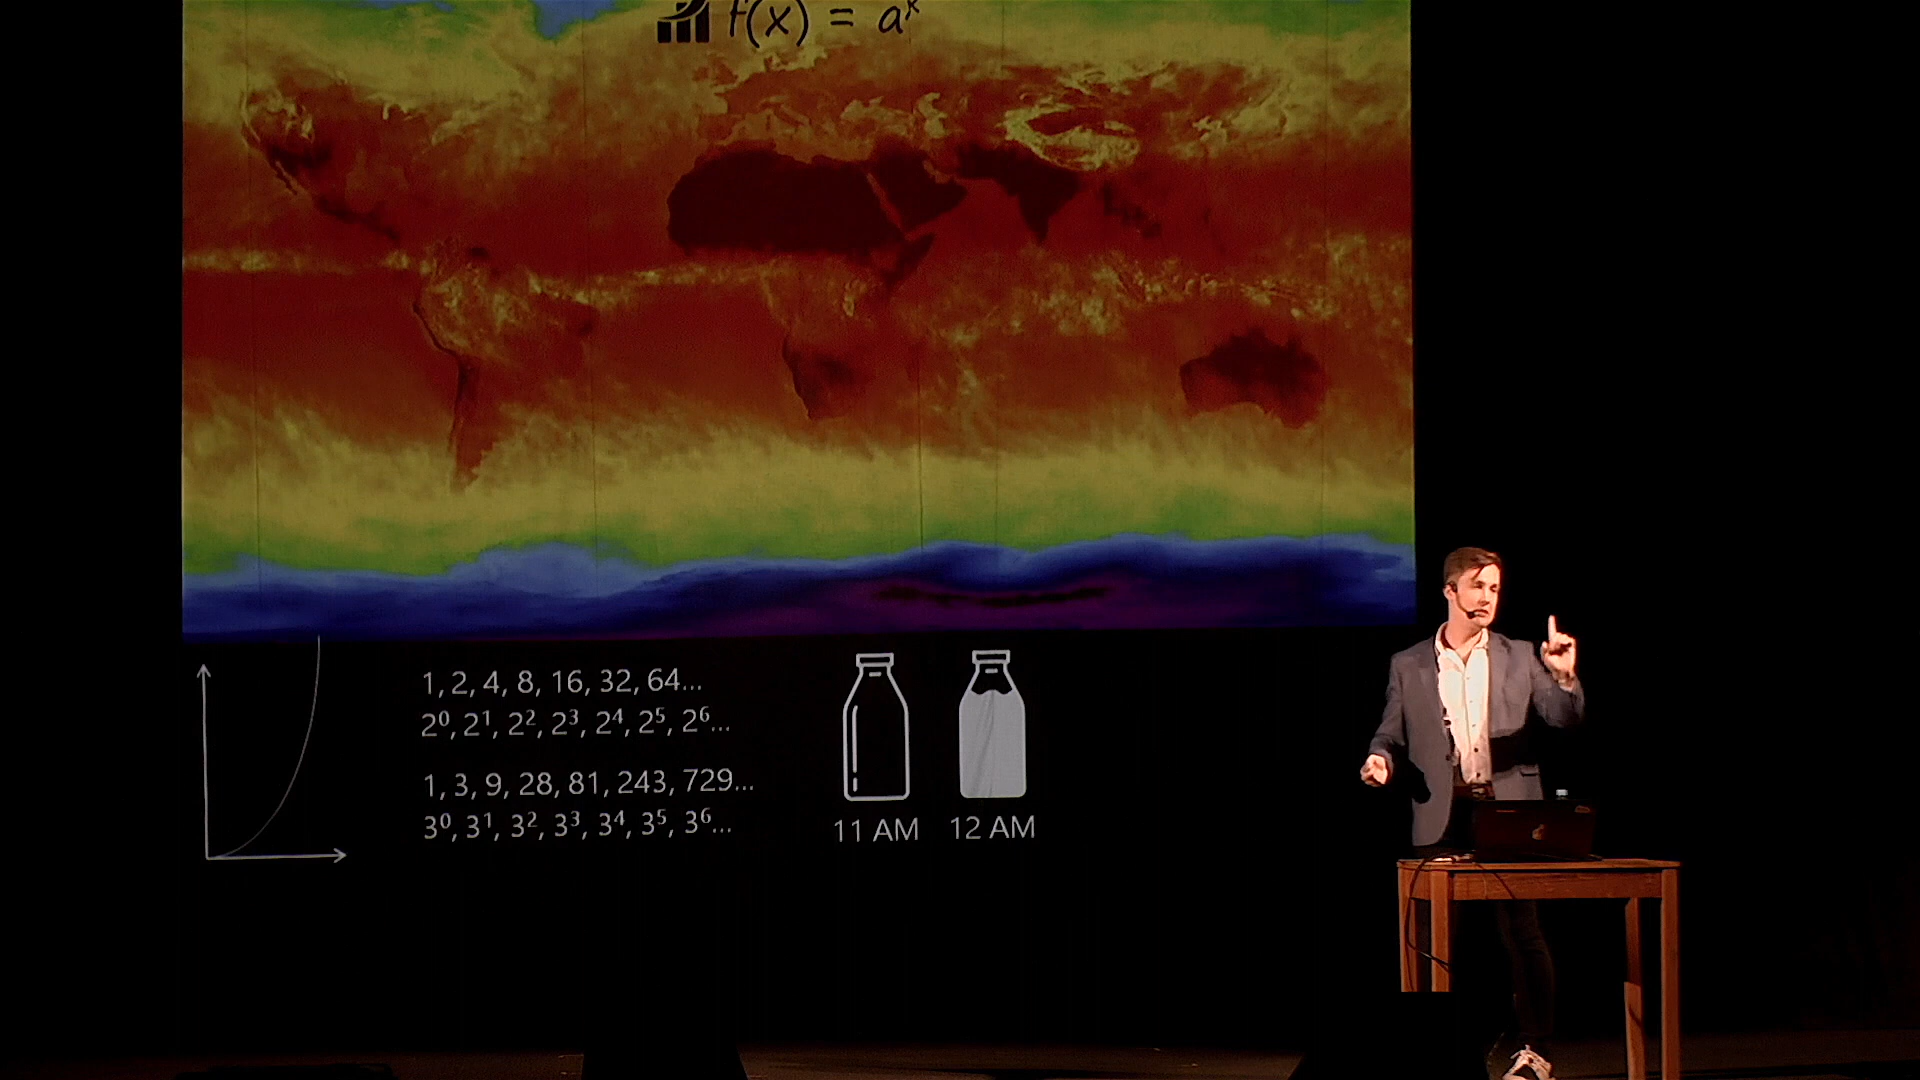 f(x) = aˣ
1, 2, 4, 8, 16, 32, 64...
2⁰, 2¹, 2², 2³, 2⁴, 2⁵, 2⁶...
1, 3, 9, 28, 81, 243, 729...
3⁰, 3¹, 3², 3³, 3⁴, 3⁵, 3⁶...
11 AM 12 AM